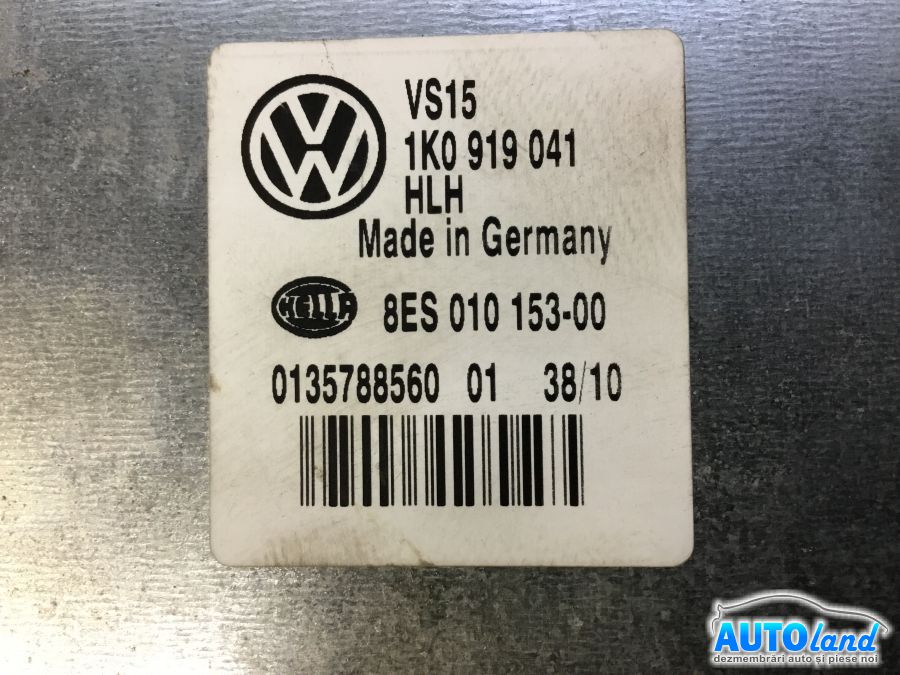 VS15
1K0 919 041
HLH
Made in Germany
HELLA 8ES 010 153-00
0135788560 01 38/10
AUTOland
dezmembrări auto și piese noi